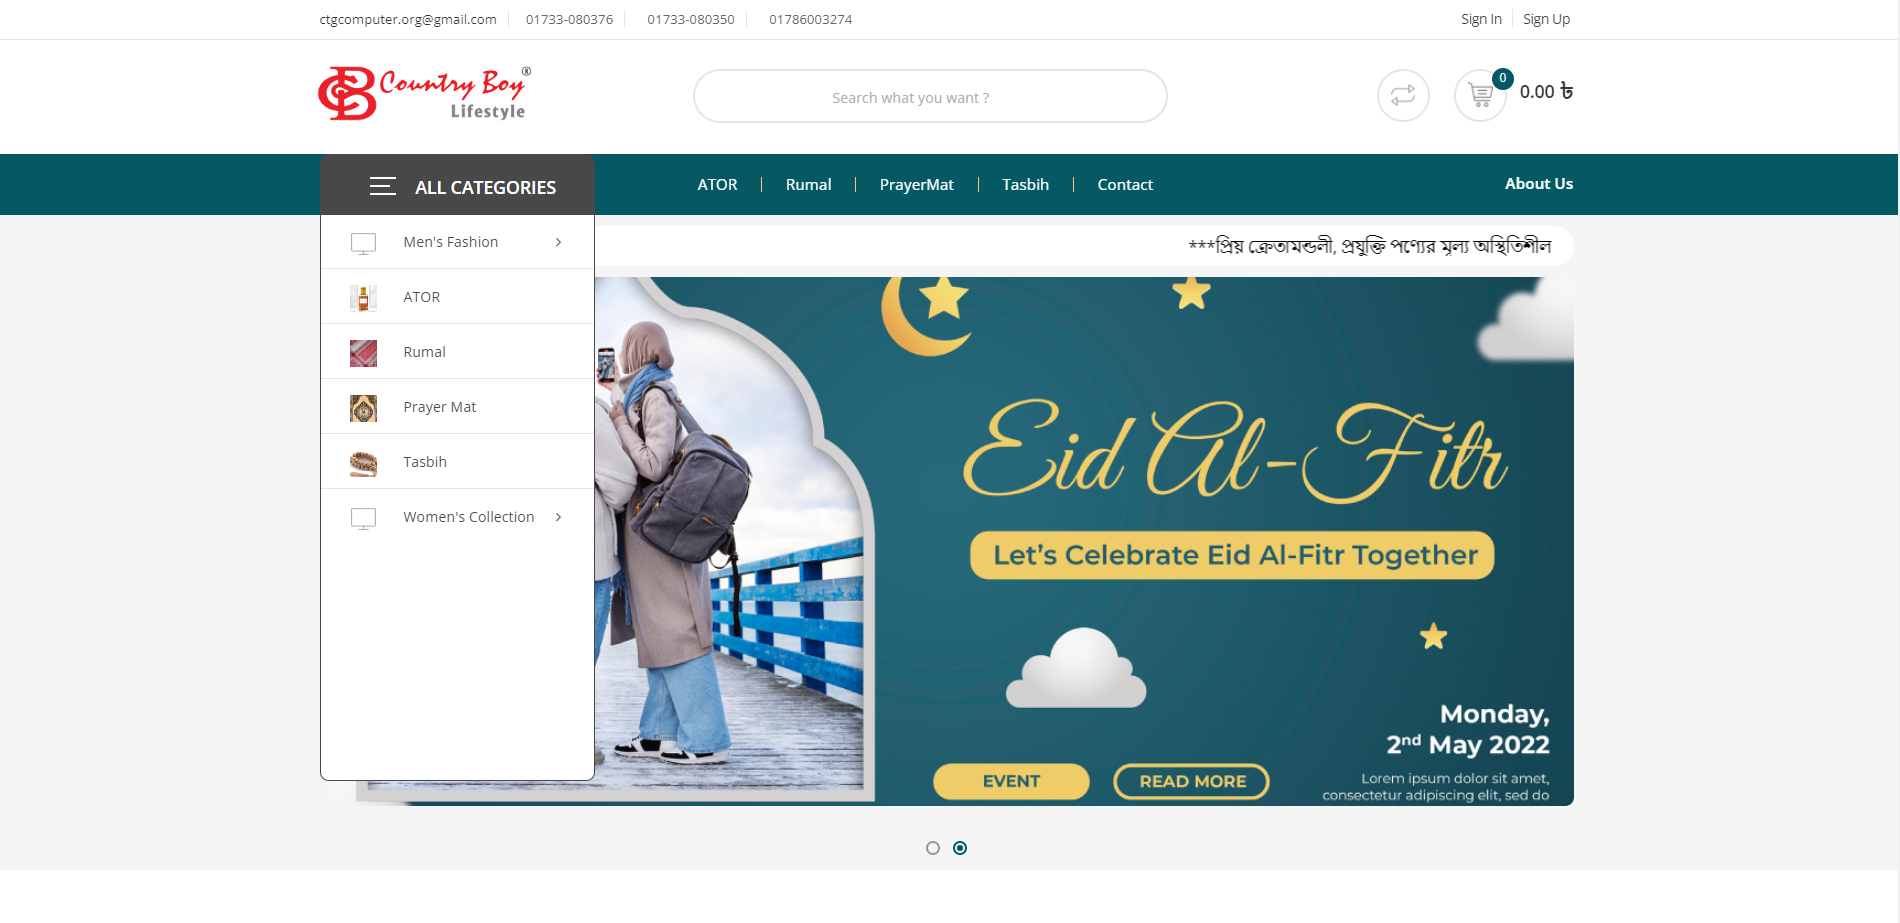 ctgcomputer.org@gmail.com 01733-080376 01733-080350 01786003274 Sign In Sign Up
CB Country Boy ®
Lifestyle
Search what you want ?
0
0.00 ৳
ALL CATEGORIES
ATOR Rumal PrayerMat Tasbih Contact About Us
***প্রিয় ক্রেতামন্ডলী, প্রযুক্তি পণ্যের মূল্য অস্থিতিশীল
Men's Fashion
ATOR
Rumal
Prayer Mat
Tasbih
Women's Collection
Eid Al-Fitr
Let's Celebrate Eid Al-Fitr Together
Monday,
2nd May 2022
EVENT READ MORE
Lorem ipsum dolor sit amet,
consectetur adipiscing elit, sed do